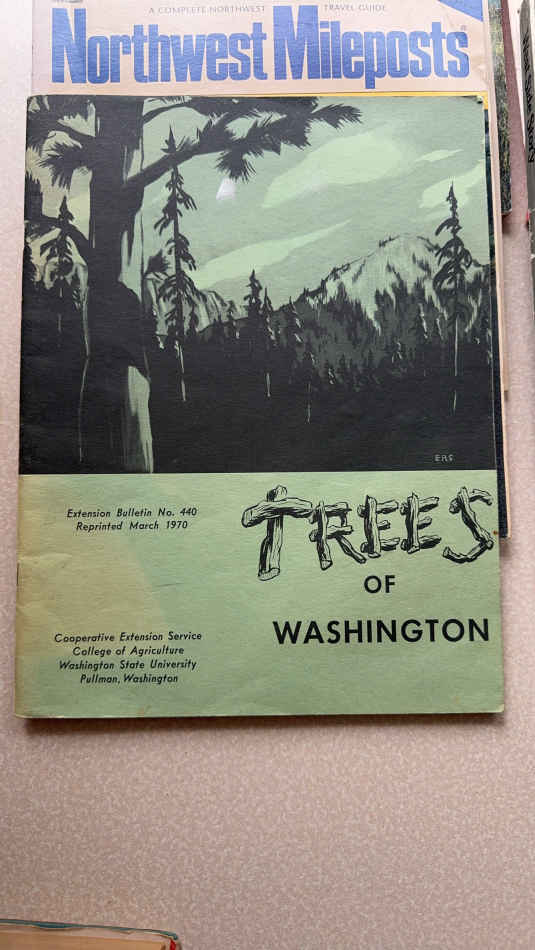 A COMPLETE NORTHWEST TRAVEL GUIDE
Northwest Mileposts®
ERS
Extension Bulletin No. 440
Reprinted March 1970
TREES
OF
WASHINGTON
Cooperative Extension Service
College of Agriculture
Washington State University
Pullman, Washington